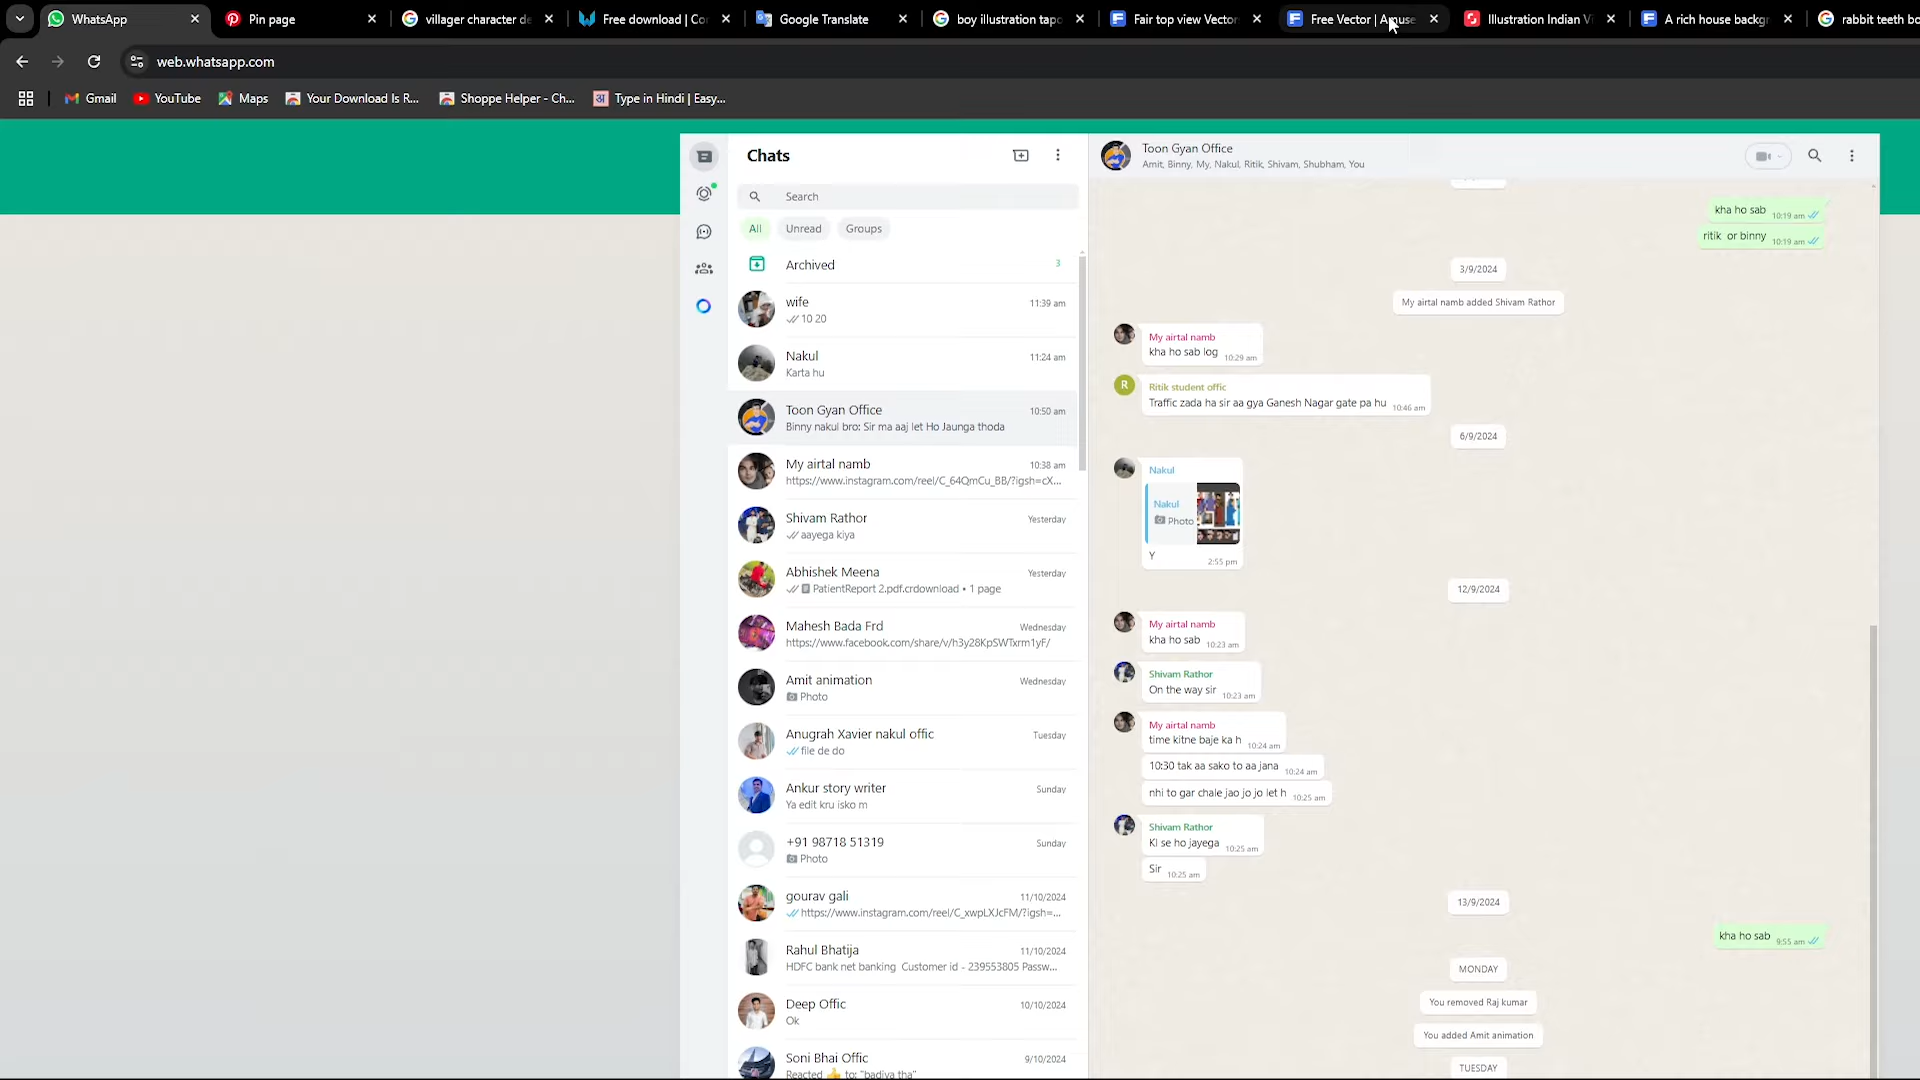 WhatsApp
Pin page
villager character de
Free download | Co
Google Translate
boy illustration tapo
Fair top view Vector
Free Vector | Amuse
Illustration Indian Vi
A rich house backg
rabbit teeth bo
web.whatsapp.com
Gmail
YouTube
Maps
Your Download Is R...
Shoppe Helper - Ch...
Type in Hindi | Easy...
Chats
Search
All
Unread
Groups
Archived
3
wife
11:39 am
10 20
Nakul
11:24 am
Karta hu
Toon Gyan Office
10:50 am
Binny nakul bro: Sir ma aaj let Ho Jaunga thoda
My airtal namb
10:38 am
https://www.instagram.com/reel/C_64QmCu_BB/?igsh=cX...
Shivam Rathor
Yesterday
aayega kiya
Abhishek Meena
Yesterday
PatientReport 2.pdf.crdownload • 1 page
Mahesh Bada Frd
Wednesday
https://www.facebook.com/share/v/h3y28KpSWTxrm1yF/
Amit animation
Wednesday
Photo
Anugrah Xavier nakul offic
Tuesday
file de do
Ankur story writer
Sunday
Ya edit kru isko m
+91 98718 51319
Sunday
Photo
gourav gali
11/10/2024
https://www.instagram.com/reel/C_xwpLXJcFM/?igsh=...
Rahul Bhatija
11/10/2024
HDFC bank net banking Customer id - 239553805 Passw...
Deep Offic
10/10/2024
Ok
Soni Bhai Offic
9/10/2024
Reacted 👍 to: "badiya tha"
Toon Gyan Office
Amit, Binny, My, Nakul, Ritik, Shivam, Shubham, You
kha ho sab 10:19 am
ritik or binny 10:19 am
3/9/2024
My airtal namb added Shivam Rathor
My airtal namb
kha ho sab log 10:29 am
R
Ritik student offic
Traffic zada ha sir aa gya Ganesh Nagar gate pa hu 10:46 am
6/9/2024
Nakul
Nakul
Photo
Y
2:55 pm
12/9/2024
My airtal namb
kha ho sab 10:23 am
Shivam Rathor
On the way sir 10:23 am
My airtal namb
time kitne baje ka h 10:24 am
10:30 tak aa sako to aa jana 10:24 am
nhi to gar chale jao jo jo let h 10:25 am
Shivam Rathor
Ki se ho jayega 10:25 am
Sir 10:25 am
13/9/2024
kha ho sab 9:55 am
MONDAY
You removed Raj kumar
You added Amit animation
TUESDAY